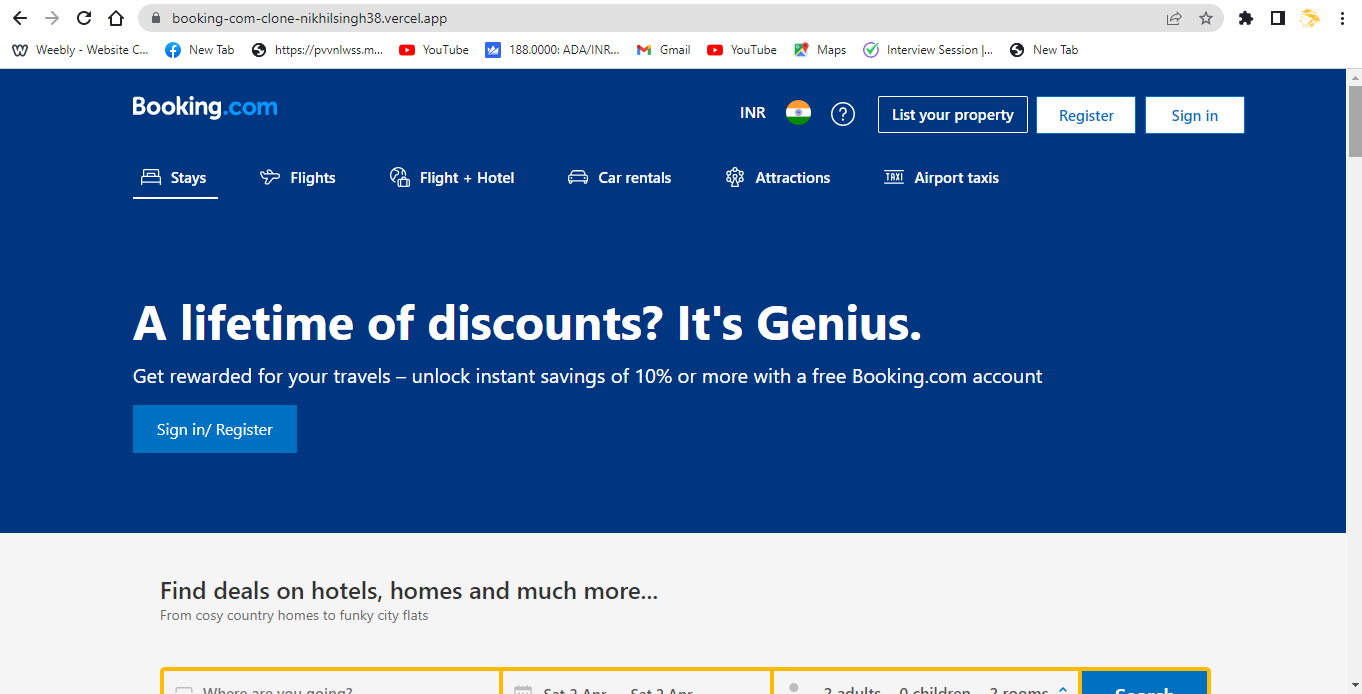 booking-com-clone-nikhilsingh38.vercel.app
Weebly - Website C... New Tab https://pvvnlwss.m... YouTube 188.0000: ADA/INR... Gmail YouTube Maps Interview Session |... New Tab
Booking.com INR ? List your property Register Sign in
Stays Flights Flight + Hotel Car rentals TAXI Airport taxis Attractions
A lifetime of discounts? It's Genius.
Get rewarded for your travels – unlock instant savings of 10% or more with a free Booking.com account
Sign in/ Register
Find deals on hotels, homes and much more...
From cosy country homes to funky city flats
Where are you going? Sat 2 Apr Sat 2 Apr 2 adults 0 children 2 rooms Search